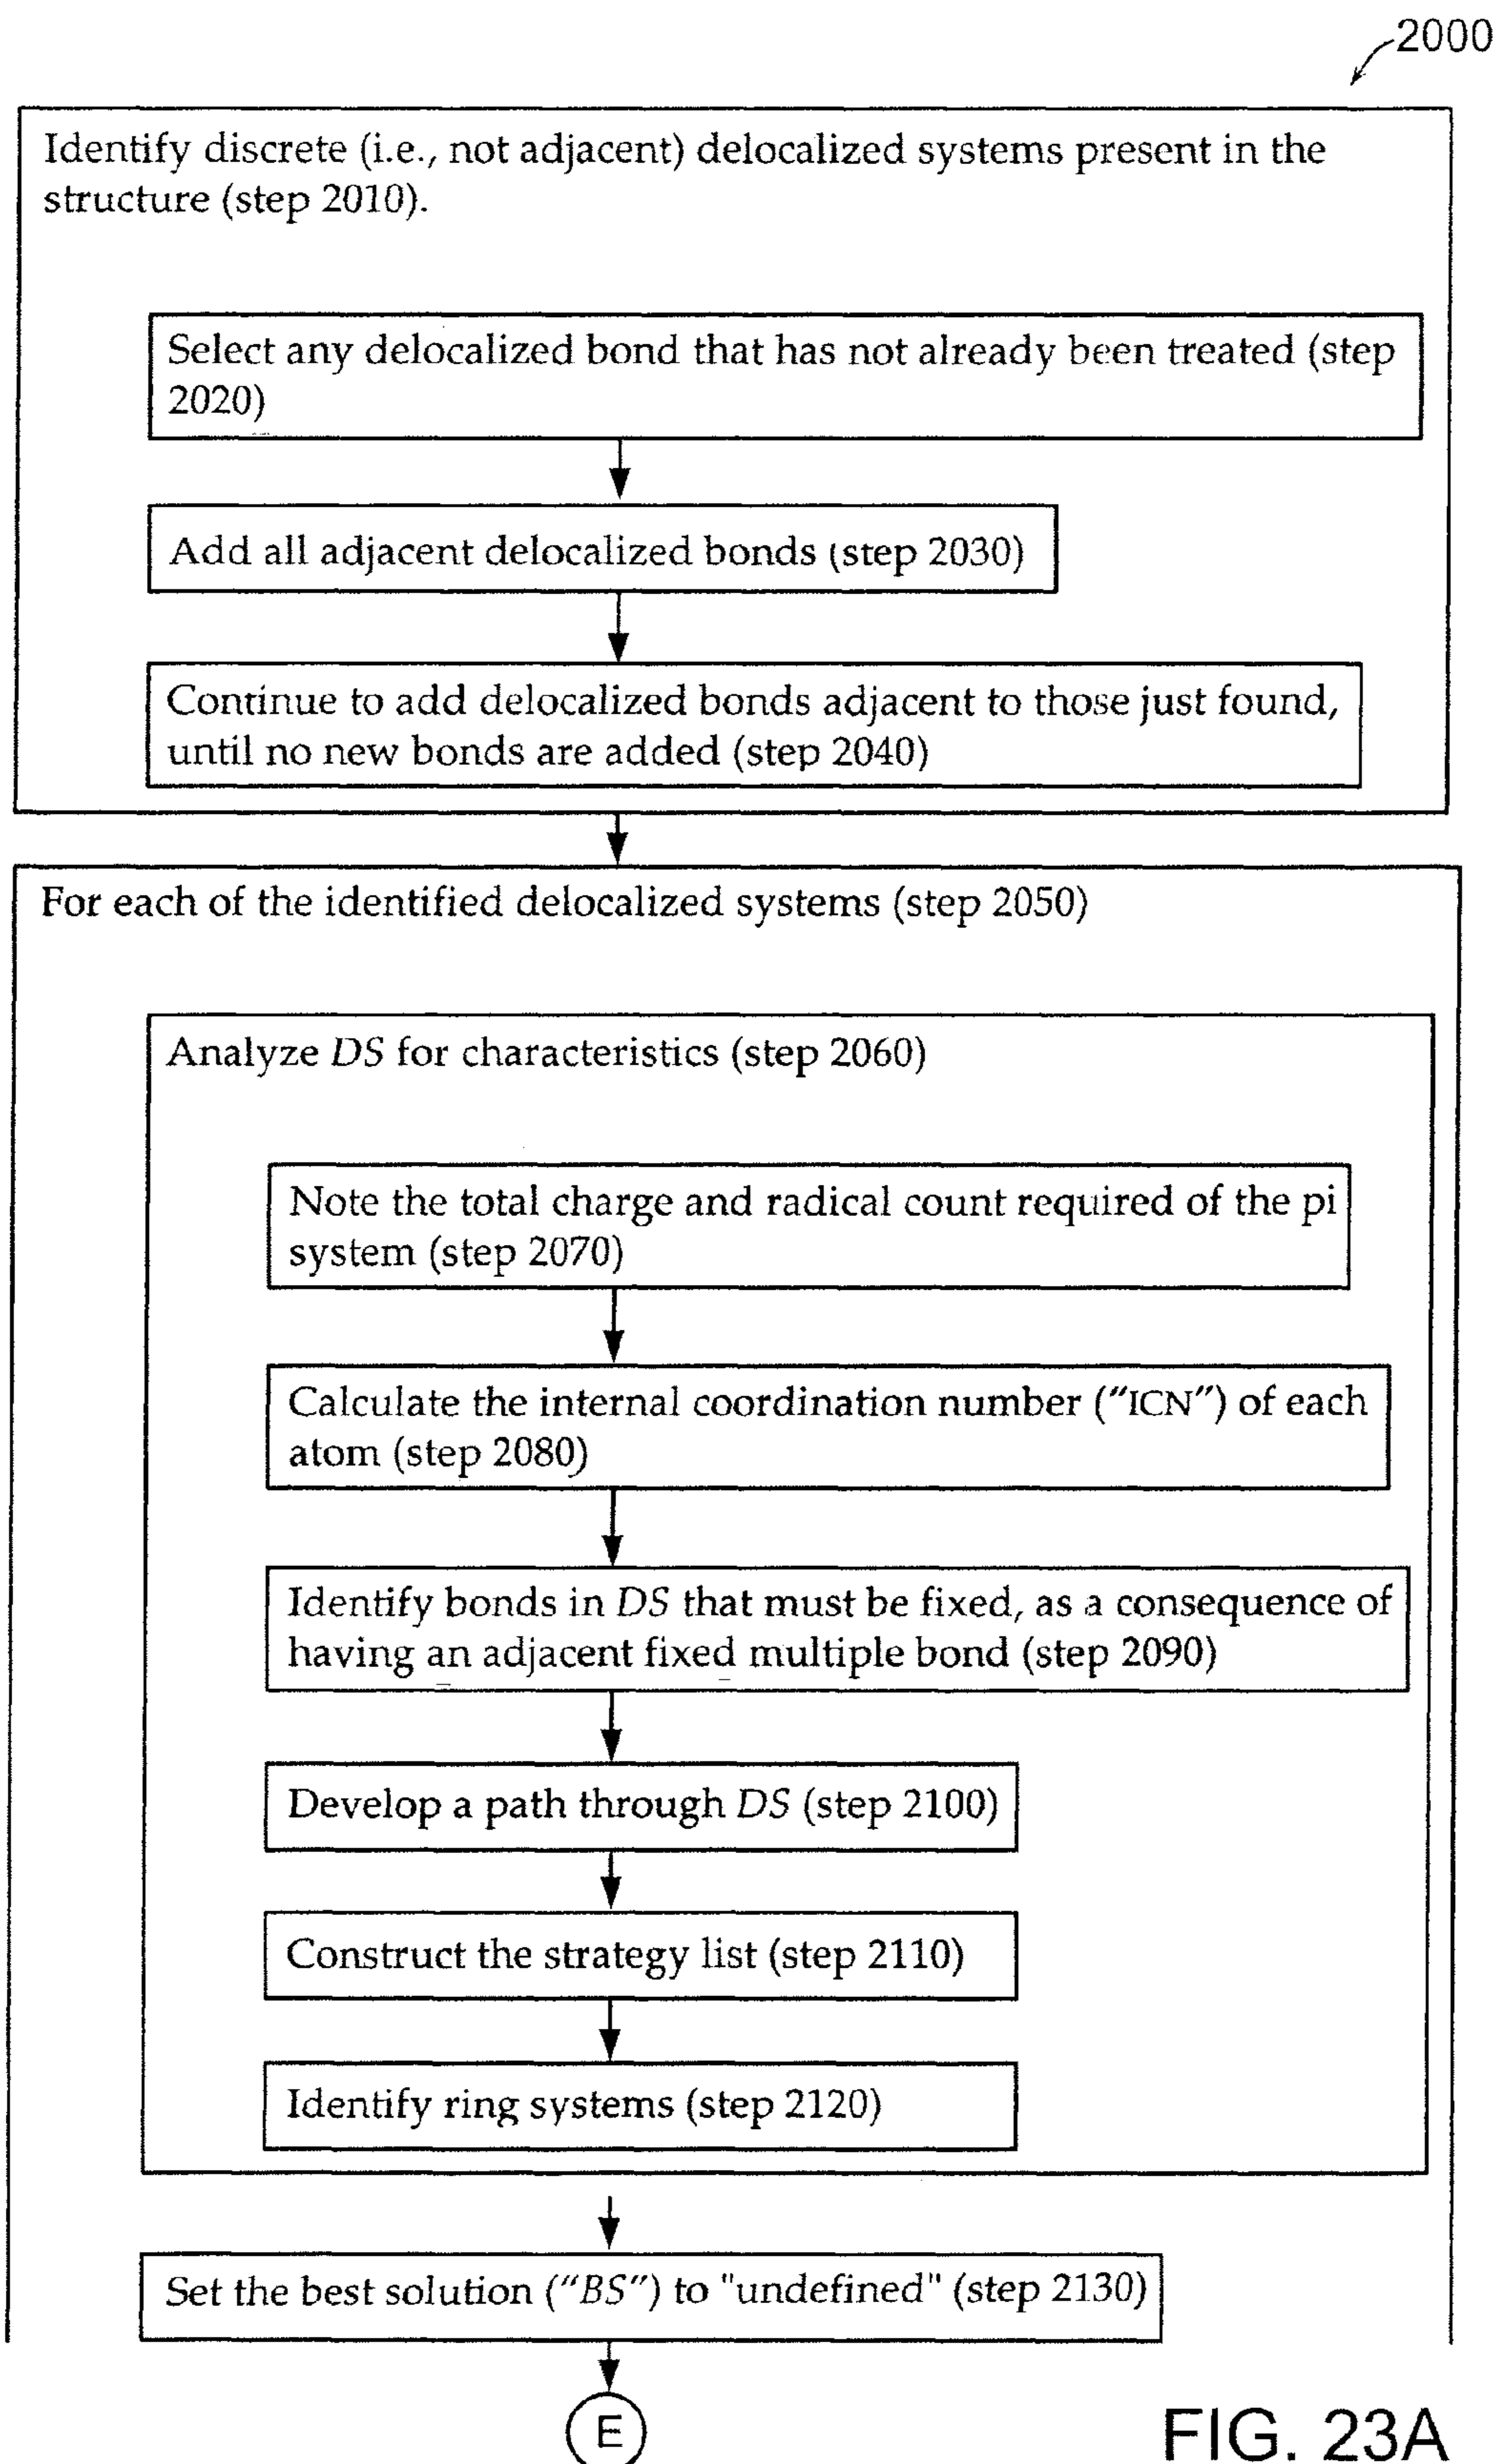 2000
Identify discrete (i.e., not adjacent) delocalized systems present in the
structure (step 2010).
Select any delocalized bond that has not already been treated (step
2020)
Add all adjacent delocalized bonds (step 2030)
Continue to add delocalized bonds adjacent to those just found,
until no new bonds are added (step 2040)
For each of the identified delocalized systems (step 2050)
Analyze DS for characteristics (step 2060)
Note the total charge and radical count required of the pi
system (step 2070)
Calculate the internal coordination number ("ICN") of each
atom (step 2080)
Identify bonds in DS that must be fixed, as a consequence of
having an adjacent fixed multiple bond (step 2090)
Develop a path through DS (step 2100)
Construct the strategy list (step 2110)
Identify ring systems (step 2120)
Set the best solution ("BS") to "undefined" (step 2130)
E
FIG. 23A